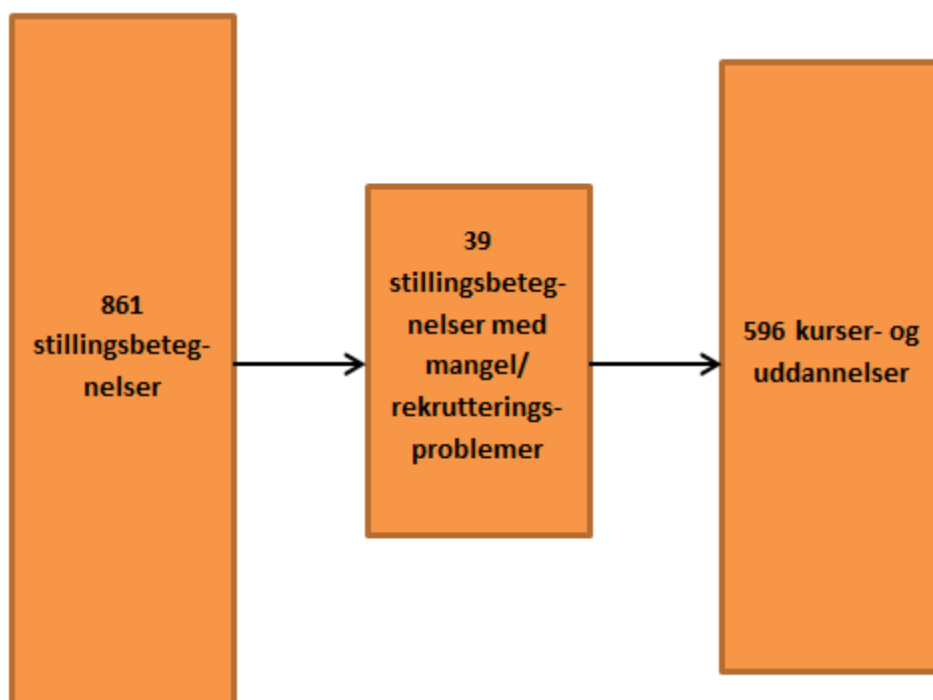 861
stillingsbeteg-
nelser
39
stillingsbeteg-
nelser med
mangel/
rekrutterings-
problemer
596 kurser- og
uddannelser